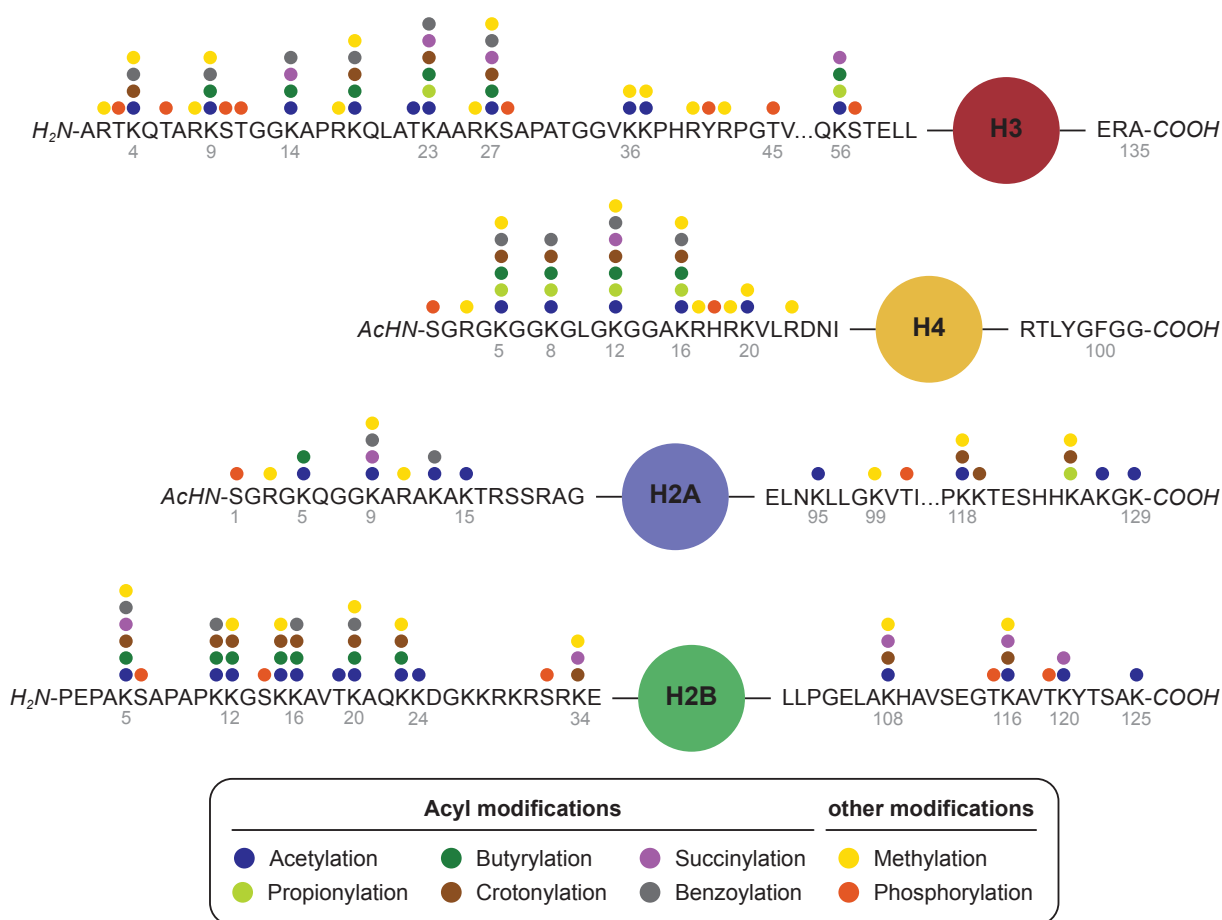 H₂N-ARTKQTARKSTGGKAPRKQLATKAARKSAPATGGVKKPHRYRPGTV...QKSTELL H3 ERA-COOH
4 9 14 23 27 36 45 56 135
AcHN-SGRGKGGKGLGKGGAKRHRKVLRDNI H4 RTLYGFGG-COOH
5 8 12 16 20 100
AcHN-SGRGKQGGKARAKAKTRSSRAG H2A ELNKLLGKVTI...PKKTESHHKAKGK-COOH
1 5 9 15 95 99 118 129
H₂N-PEPAKSAPAPKKGSKKAVTKAQKKDGKKRKRSRKE H2B LLPGELAKHAVSEGTKAVTKYTSAK-COOH
5 12 16 20 24 34 108 116 120 125
Acyl modifications other modifications
Acetylation Butyrylation Succinylation Methylation
Propionylation Crotonylation Benzoylation Phosphorylation